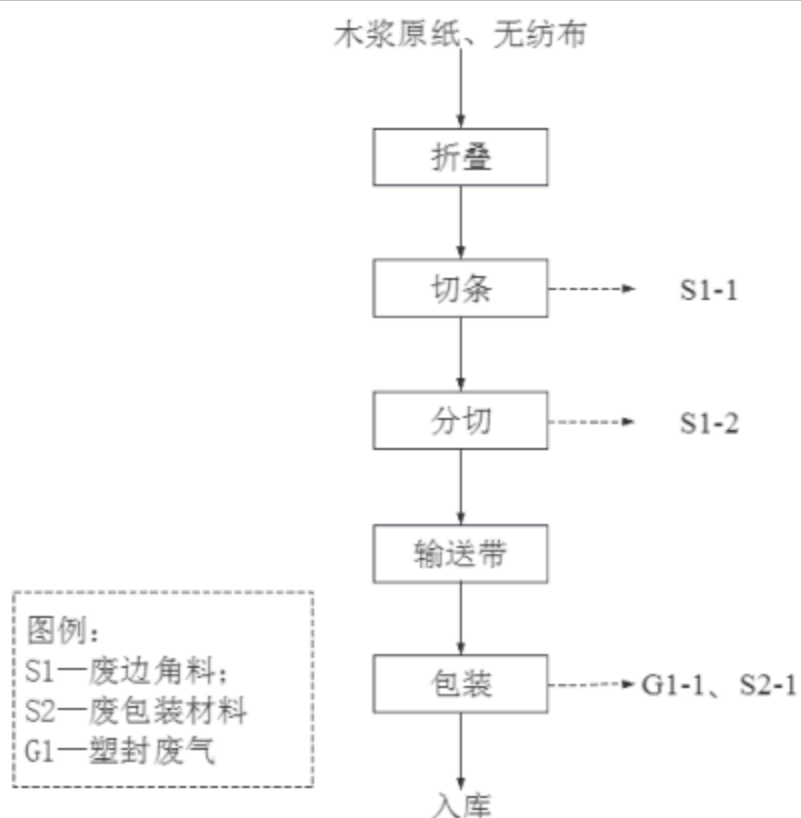 木浆原纸、无纺布
折叠
切条
S1-1
分切
S1-2
输送带
图例：
S1—废边角料；
S2—废包装材料
G1—塑封废气
包装
G1-1、S2-1
入库